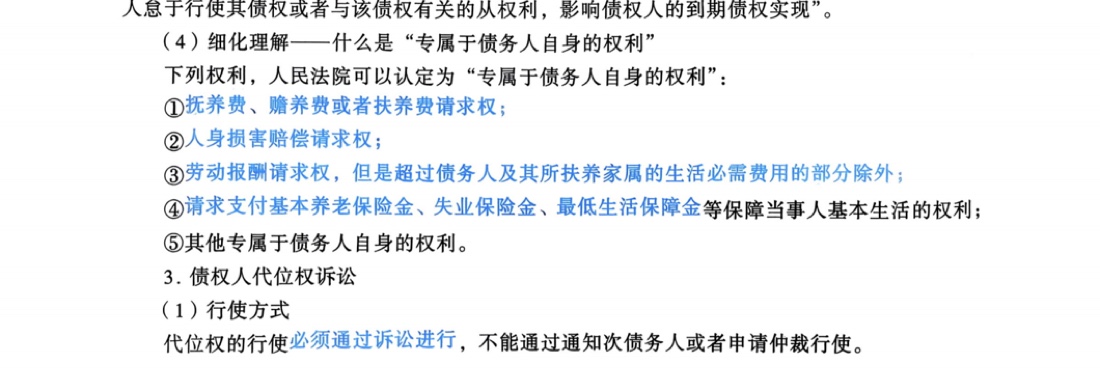 人怠于行使其债权或者与该债权有关的从权利，影响债权人的到期债权实现”。
（4）细化理解——什么是“专属于债务人自身的权利”
下列权利，人民法院可以认定为“专属于债务人自身的权利”：
①抚养费、赡养费或者扶养费请求权；
②人身损害赔偿请求权；
③劳动报酬请求权，但是超过债务人及其所扶养家属的生活必需费用的部分除外；
④请求支付基本养老保险金、失业保险金、最低生活保障金等保障当事人基本生活的权利；
⑤其他专属于债务人自身的权利。
3. 债权人代位权诉讼
（1）行使方式
代位权的行使必须通过诉讼进行，不能通过通知次债务人或者申请仲裁行使。